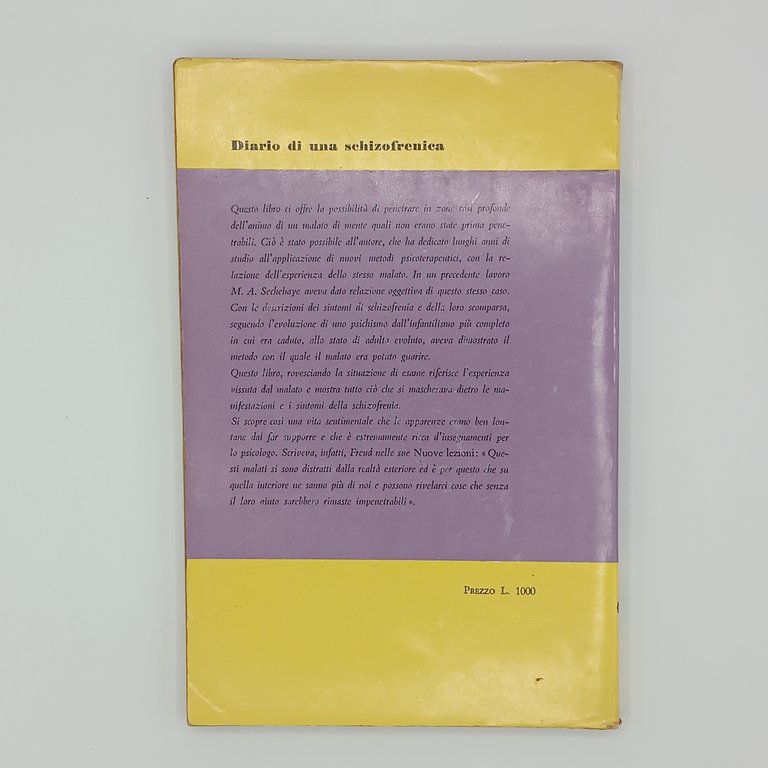 Diario di una schizofrenica
Questo libro ci offre la possibilità di penetrare in zone così profonde
dell'animo di un malato di mente quali non erano state prima pene-
trabili. Ciò è stato possibile all'autore, che ha dedicato lunghi anni di
studio all'applicazione di nuovi metodi psicoterapeutici, con la re-
lazione dell'esperienza dello stesso malato. In un precedente lavoro
M. A. Sechehaye aveva dato relazione oggettiva di questo stesso caso.
Con le descrizioni dei sintomi di schizofrenia e della loro scomparsa,
seguendo l'evoluzione di uno psichismo dall'infantilismo più completo
in cui era caduto, allo stato di adulto evoluto, aveva dimostrato il
metodo con il quale il malato era potuto guarire.
Questo libro, rovesciando la situazione di esame riferisce l'esperienza
vissuta dal malato e mostra tutto ciò che si mascherava dietro le ma-
nifestazioni e i sintomi della schizofrenia.
Si scopre così una vita sentimentale che le apparenze erano ben lon-
tane dal far supporre e che è estremamente ricca d'insegnamenti per
lo psicologo. Scriveva, infatti, Freud nelle sue Nuove lezioni: « Que-
sti malati si sono distratti dalla realtà esteriore ed è per questo che su
quella interiore ne sanno più di noi e possono rivelarci cose che senza
il loro aiuto sarebbero rimaste impenetrabili ».
Prezzo L. 1000